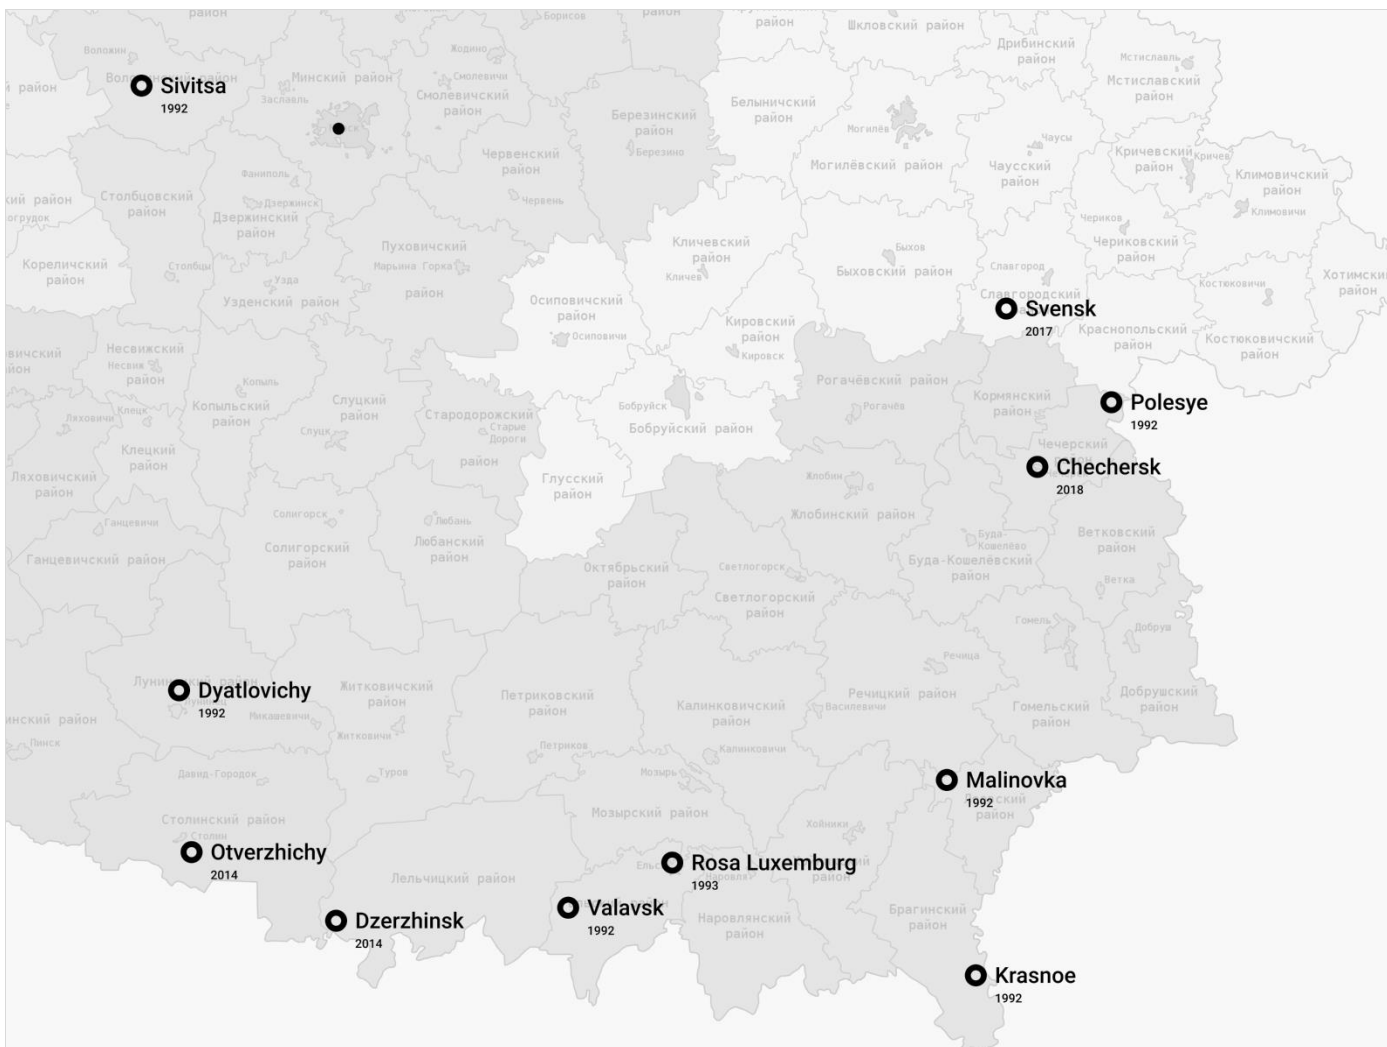 Борисов
район
район
Шкловский
район
Дрибинский
район
Мстиславль
Мстиславский
район
Воложин
Минский район
Жодино
Смолевичи
Смолевичский
район
Заславль
Sivitsa
1992
район
Березинский
район
Березино
Белыничский
район
Могилёв
Могилёвский район
Чаусы
Чаусский
район
Кричевский
район
Кричев
Климовичский
район
Климовичи
Червенский
район
Червень
Фаниполь
Столбцовский
район
Дзержинск
Дзержинский
район
кий район
огрудок
Кореличский
район
Столбцы
Узда
Узденский район
Пуховичский
Марьина Горка
район
Кличевский
район
Кличев
Быхов
Быховский район
Чериков
Чериковский
район
Славгород
Славгородский
Костюковичи
Хотимский
район
Осиповичский
район
Осиповичи
Кировский
район
Кировск
Svensk
2017
Краснопольский
район
Костюковичский
район
Несвижский
Несвиж
район
Копыль
Копыльский
район
Слуцкий
район
Слуцк
Стародорожский
Старые
Дороги
район
Бобруйск
Бобруйский район
Рогачёвский район
Рогачёв
Кормянский
район
Polesye
1992
Чечерский
Chechersk
2018
Ляховичи
Клецк
Клецкий
район
Ляховичский
район
Глусский
район
Жлобин
Жлобинский район
Ганцевичи
Ганцевичский район
Солигорск
Солигорский
район
Любань
Любанский
район
Октябрьский
район
Светлогорск
Светлогорский
район
Буда-
Кошелёво
Буда-Кошелёвский
район
Ветковский
район
Ветка
Гомель
Добруш
Речица
Речицкий район
Василевичи
Гомельский
район
Добрушский
район
Dyatlovichy
1992
Микашевичи
Житковичский
район
Житковичи
Петриковский
район
Петриков
Калинковичский
район
Калинковичи
Пинск
Давид-Городок
Туров
Мозырь
Мозырский район
Malinovka
1992
Столинский район
Столин
Хойники
Otverzhichy
2014
Лельчицкий район
Rosa Luxemburg
1993
Dzerzhinsk
2014
Valavsk
1992
Наровлянский
район
Брагинский
район
Krasnoe
1992